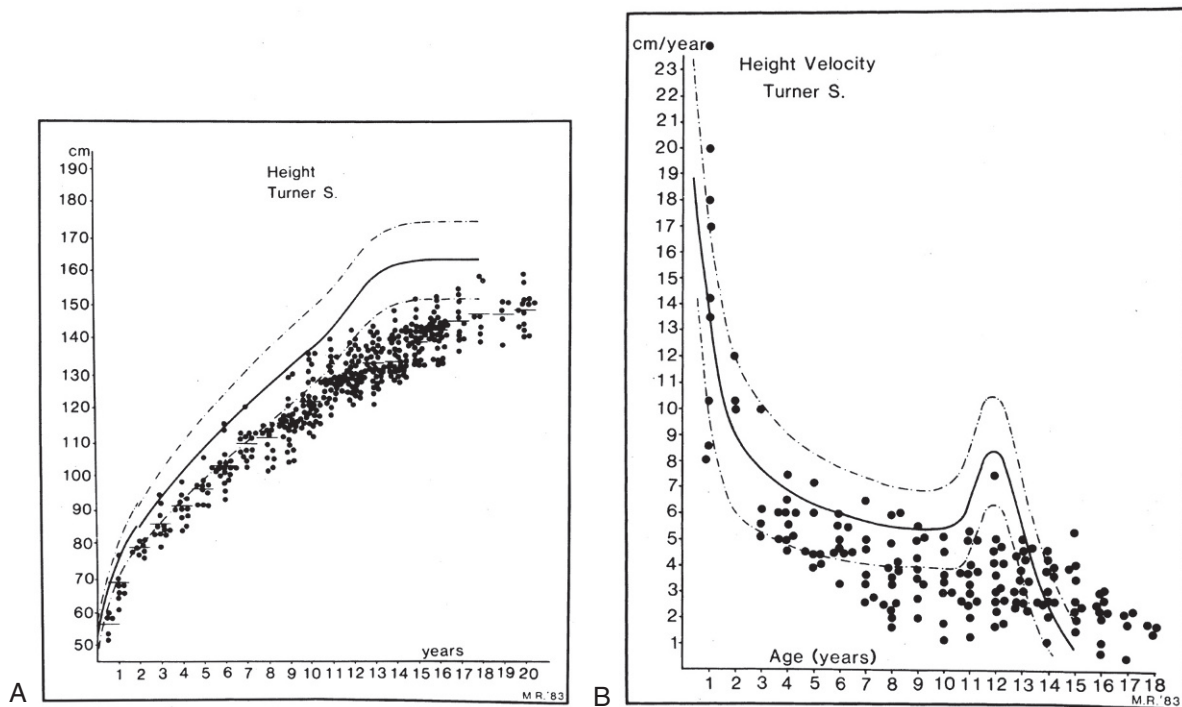 cm
190
180
170
160
150
140
130
120
110
100
90
80
70
60
50
Height
Turner S.
years
1 2 3 4 5 6 7 8 9 10 11 12 13 14 15 16 17 18 19 20
M.R.'83
A
cm/year
23
22
21
20
19
18
17
16
15
14
13
12
11
10
9
8
7
6
5
4
3
2
1
Height Velocity
Turner S.
Age (years)
1 2 3 4 5 6 7 8 9 10 11 12 13 14 15 16 17 18
M.R.'83
B